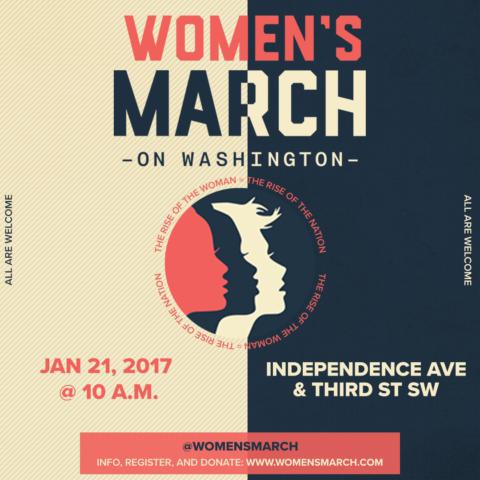 WOMEN'S
MARCH
-ON WASHINGTON-
THE RISE OF THE WOMAN = THE RISE OF THE NATION
THE RISE OF THE WOMAN = THE RISE OF THE NATION
ALL ARE WELCOME
ALL ARE WELCOME
JAN 21, 2017
@ 10 A.M.
INDEPENDENCE AVE
& THIRD ST SW
@WOMENSMARCH
INFO, REGISTER, AND DONATE: WWW.WOMENSMARCH.COM